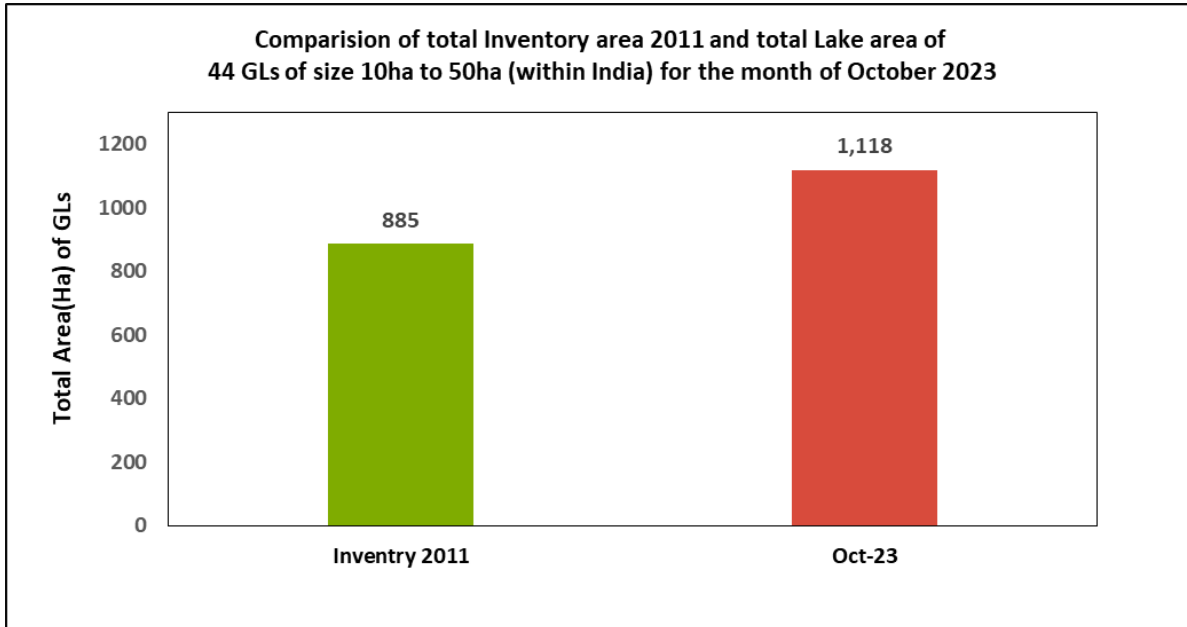 Comparision of total Inventory area 2011 and total Lake area of
44 GLs of size 10ha to 50ha (within India) for the month of October 2023
Total Area(Ha) of GLs
1200
1000
800
600
400
200
0
885
1,118
Inventry 2011
Oct-23